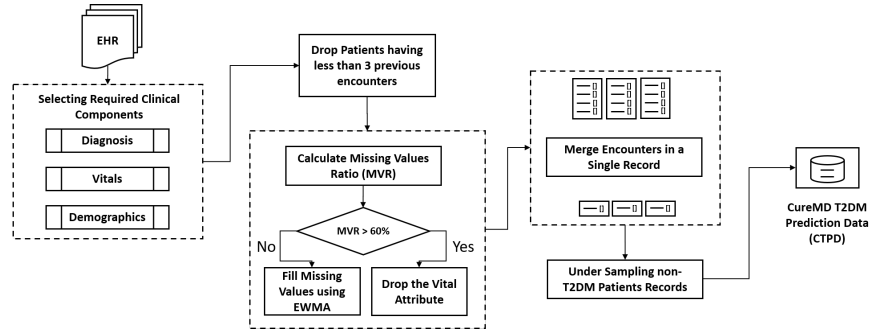 EHR
Selecting Required Clinical
Components
Diagnosis
Vitals
Demographics
Drop Patients having
less than 3 previous
encounters
Calculate Missing Values
Ratio (MVR)
MVR > 60%
No
Yes
Fill Missing
Values using
EWMA
Drop the Vital
Attribute
Merge Encounters in a
Single Record
Under Sampling non-
T2DM Patients Records
CureMD T2DM
Prediction Data
(CTPD)